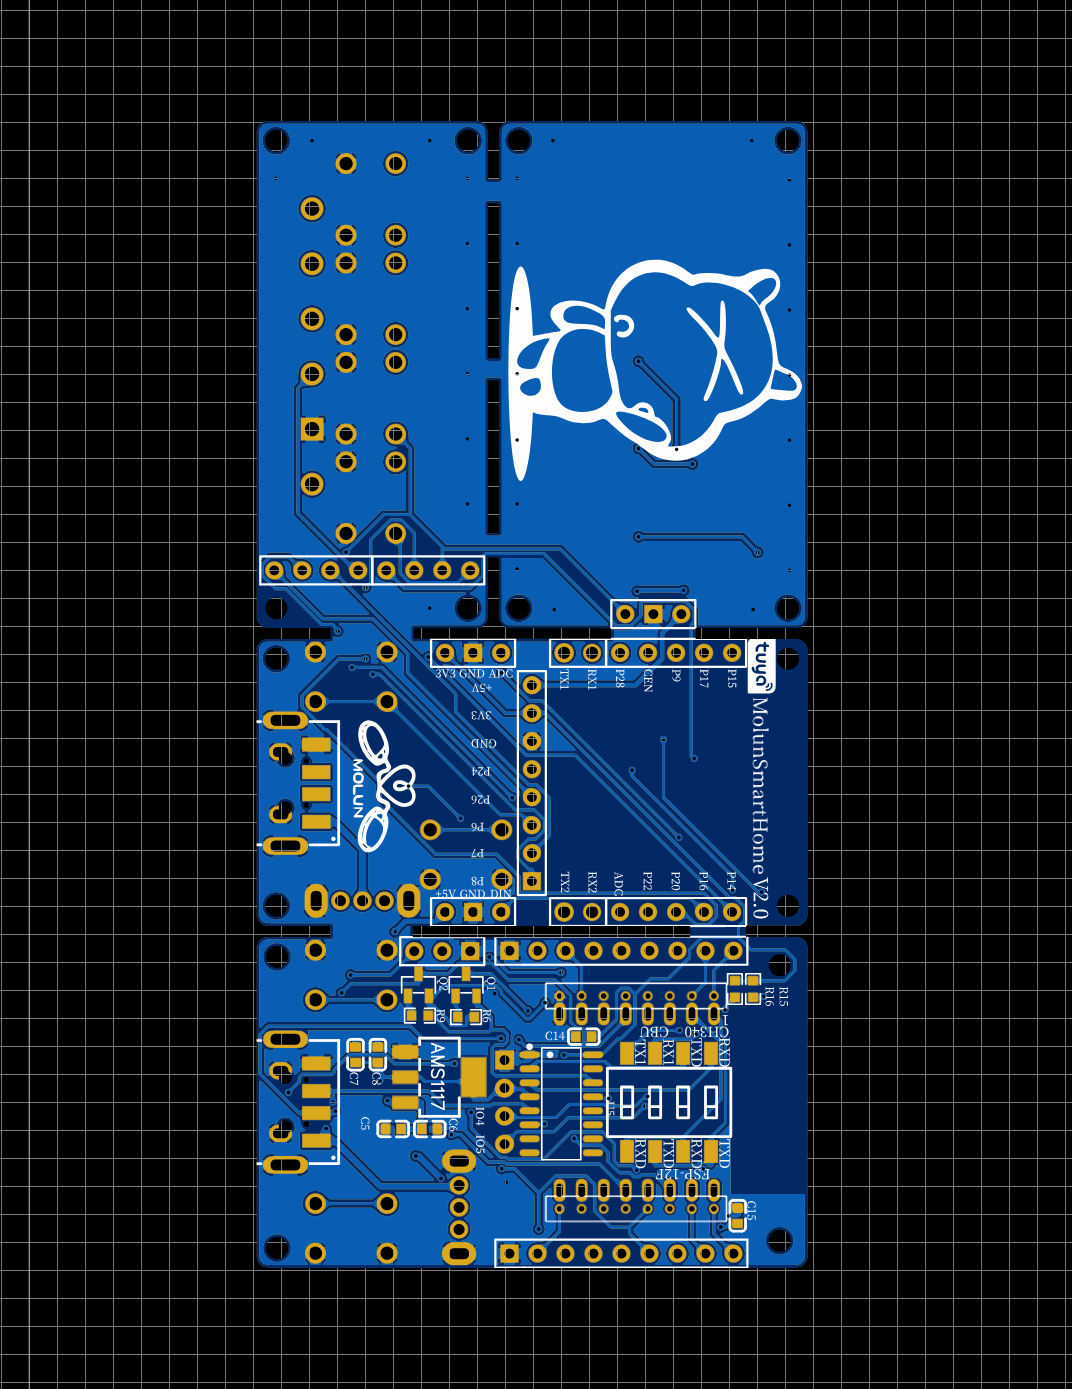 3V3 GND ADC
TX1
RX1
P28
CEN
P9
P17
P15
tuya
+5V
3V3
GND
P24
P26
P6
P7
P8
MOLUN
MolunSmartHome V2.0
+5V GND DIN
TX2
RX2
ADC
P22
P20
P16
P14
Q2
Q1
R9
R6
R16
R15
C14
CBU
CH340
1
C7
C8
AMS1117
TX1
RX1
TXD
RXD
C5
C6
IO4
IO5
RXD
TXD
RXD
TXD
ESP-12F
C15